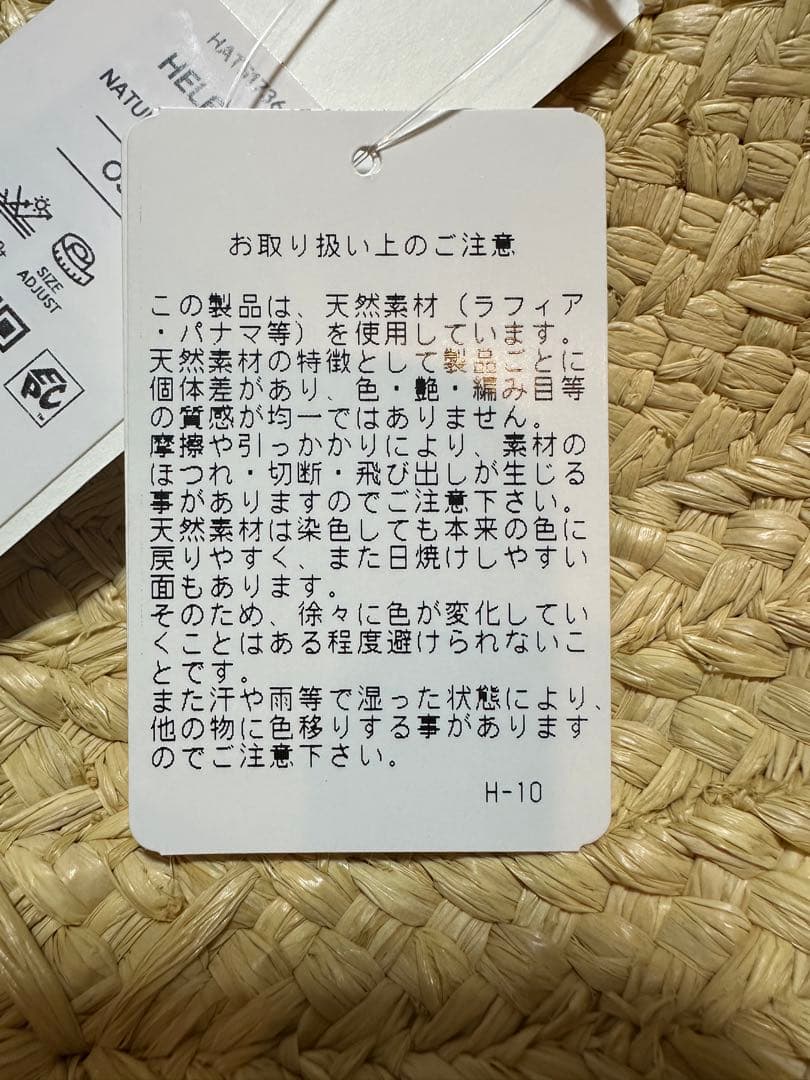 HAT51336
HELE
NATU
OS
SIZE
ADJUST
EPC
TM
お取り扱い上のご注意
この製品は、天然素材（ラフィア
・パナマ等）を使用しています。
天然素材の特徴として製品ごとに
個体差があり、色・艶・編み目等
の質感が均一ではありません。
摩擦や引っかかりにより、素材の
ほつれ・切断・飛び出しが生じる
事がありますのでご注意下さい。
天然素材は染色しても本来の色に
戻りやすく、また日焼けしやすい
面もあります。
そのため、徐々に色が変化してい
くことはある程度避けられないこ
とです。
また汗や雨等で湿った状態により、
他の物に色移りする事があります
のでご注意下さい。
H-10